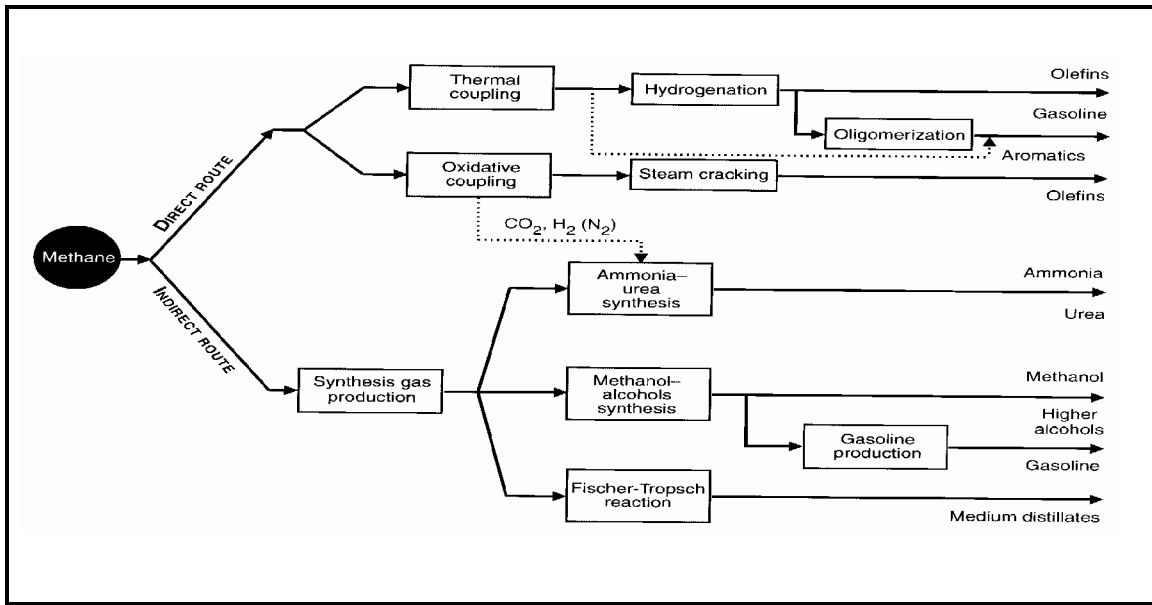 Olefins
Thermal
coupling
Hydrogenation
Gasoline
Oligomerization
Aromatics
Oxidative
coupling
Steam cracking
Olefins
DIRECT ROUTE
CO₂, H₂ (N₂)
Methane
Ammonia–
urea
synthesis
Ammonia
Urea
INDIRECT ROUTE
Synthesis gas
production
Methanol–
alcohols
synthesis
Methanol
Higher
alcohols
Gasoline
production
Gasoline
Fischer-Tropsch
reaction
Medium distillates